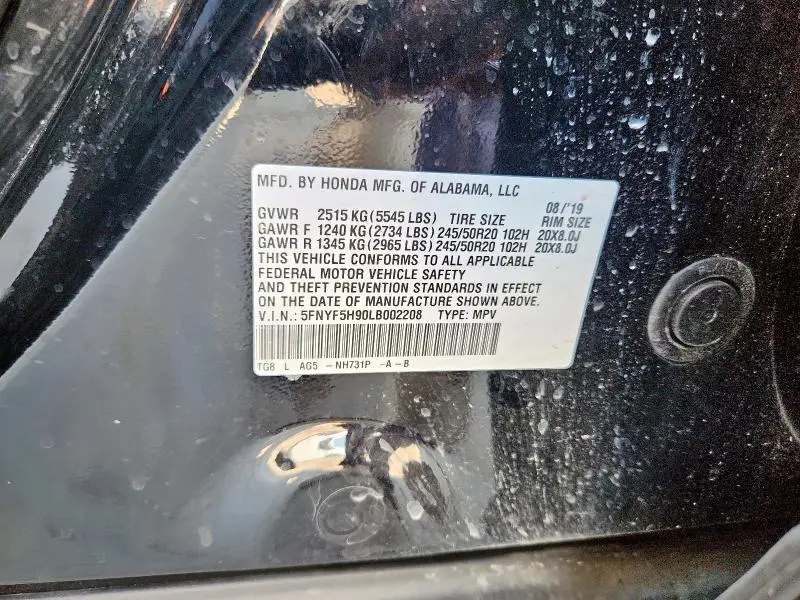 MFD. BY HONDA MFG. OF ALABAMA, LLC
08/'19
GVWR 2515 KG (5545 LBS) TIRE SIZE RIM SIZE
GAWR F 1240 KG (2734 LBS) 245/50R20 102H 20X8.0J
GAWR R 1345 KG (2965 LBS) 245/50R20 102H 20X8.0J
THIS VEHICLE CONFORMS TO ALL APPLICABLE
FEDERAL MOTOR VEHICLE SAFETY
AND THEFT PREVENTION STANDARDS IN EFFECT
ON THE DATE OF MANUFACTURE SHOWN ABOVE.
V.I.N.: 5FNYF5H90LB002208 TYPE: MPV
TG8 L AG5 -NH731P -A-B